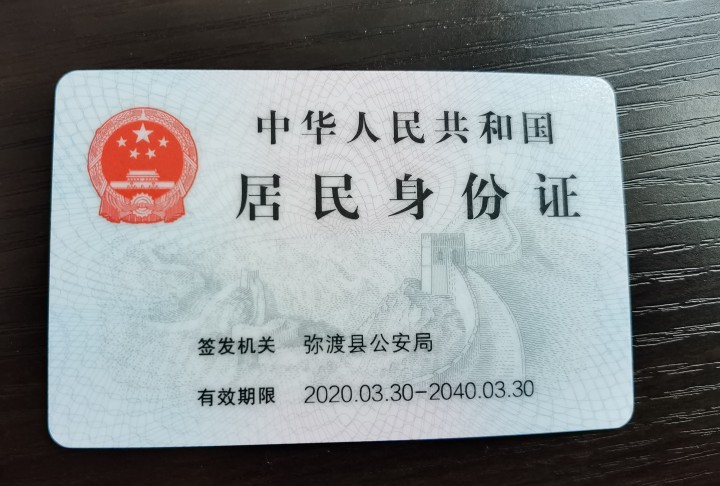 中华人民共和国
居民身份证
签发机关 弥渡县公安局
有效期限 2020.03.30-2040.03.30